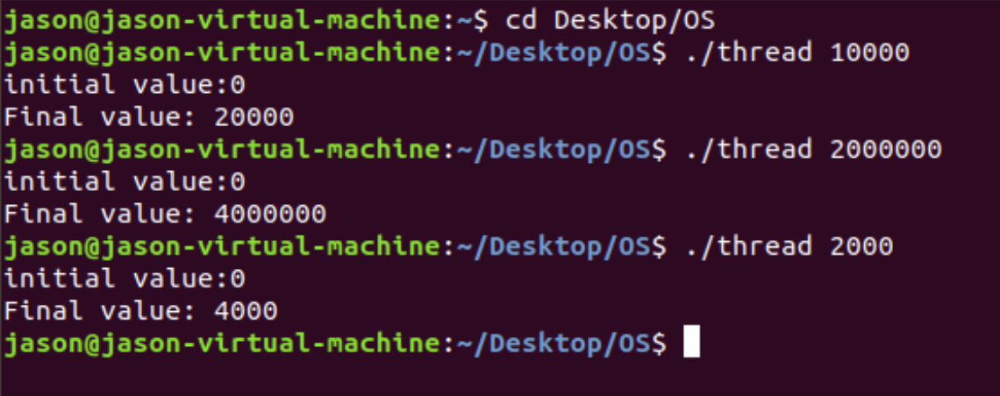 jason@jason-virtual-machine:~$ cd Desktop/OS
jason@jason-virtual-machine:~/Desktop/OS$ ./thread 10000
initial value:0
Final value: 20000
jason@jason-virtual-machine:~/Desktop/OS$ ./thread 2000000
initial value:0
Final value: 4000000
jason@jason-virtual-machine:~/Desktop/OS$ ./thread 2000
initial value:0
Final value: 4000
jason@jason-virtual-machine:~/Desktop/OS$